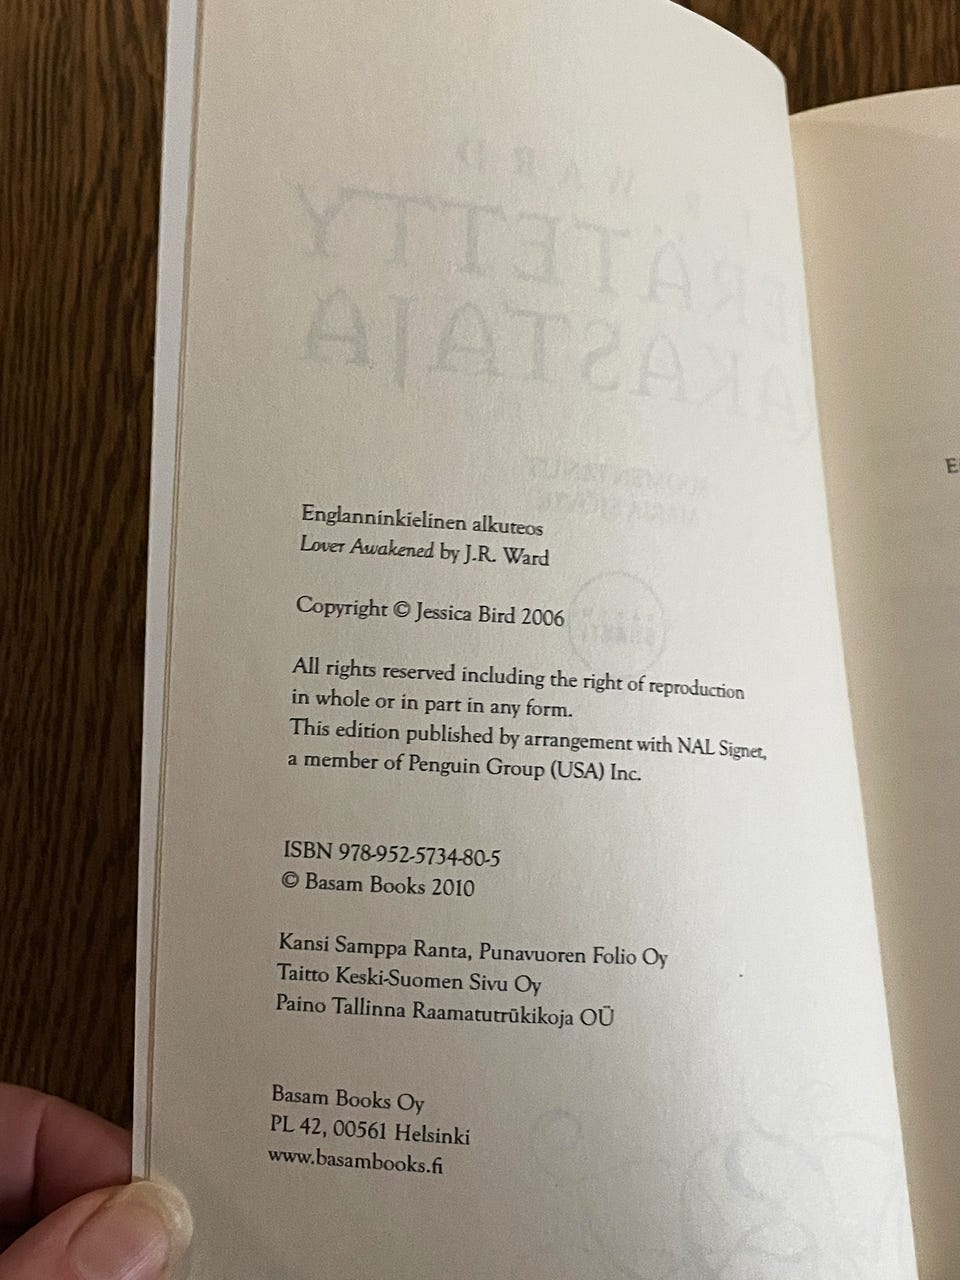 WARD
ERÄTETTY
AKASTAJA
Englanninkielinen alkuteos
Lover Awakened by J.R. Ward
Copyright © Jessica Bird 2006
All rights reserved including the right of reproduction
in whole or in part in any form.
This edition published by arrangement with NAL Signet,
a member of Penguin Group (USA) Inc.
ISBN 978-952-5734-80-5
© Basam Books 2010
Kansi Samppa Ranta, Punavuoren Folio Oy
Taitto Keski-Suomen Sivu Oy
Paino Tallinna Raamatutrükikoja OÜ
Basam Books Oy
PL 42, 00561 Helsinki
www.basambooks.fi